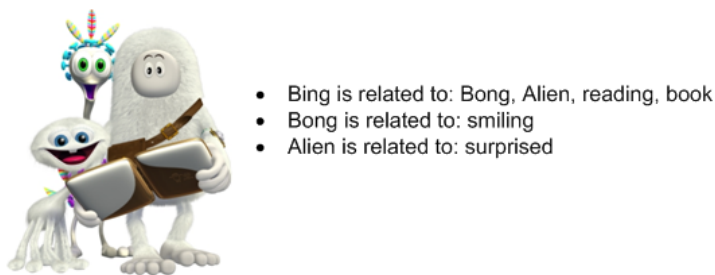 • Bing is related to: Bong, Alien, reading, book
• Bong is related to: smiling
• Alien is related to: surprised